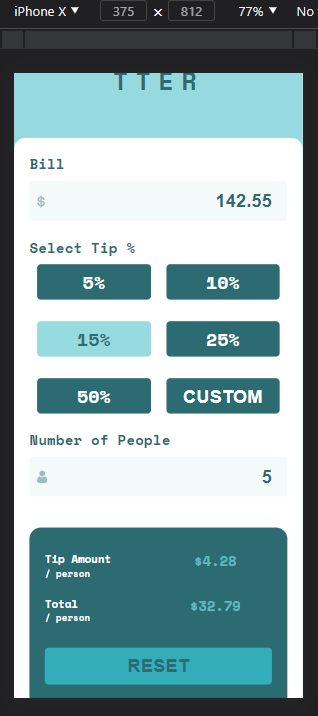 iPhone X ▼ 375 × 812 77% ▼ No
TTER
Bill
$ 142.55
Select Tip %
5% 10%
15% 25%
50% CUSTOM
Number of People
5
Tip Amount $4.28
/ person
Total $32.79
/ person
RESET